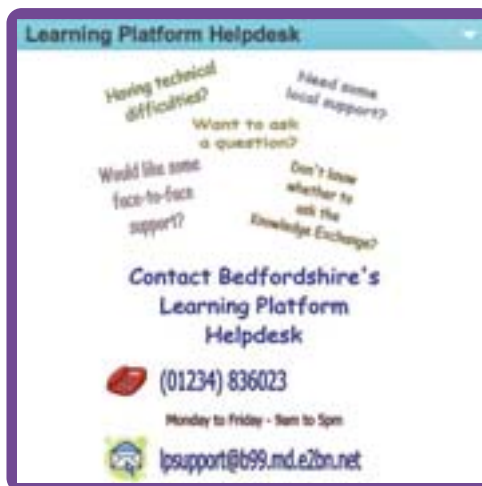 Learning Platform Helpdesk
Having technical
difficulties?
Need some
local support?
Want to ask
a question?
Would like some
face-to-face
support?
Don't know
whether to
ask the
Knowledge Exchange?
Contact Bedfordshire's
Learning Platform
Helpdesk
(01234) 836023
Monday to Friday - 9am to 5pm
lpsupport@b99.md.e2bn.net